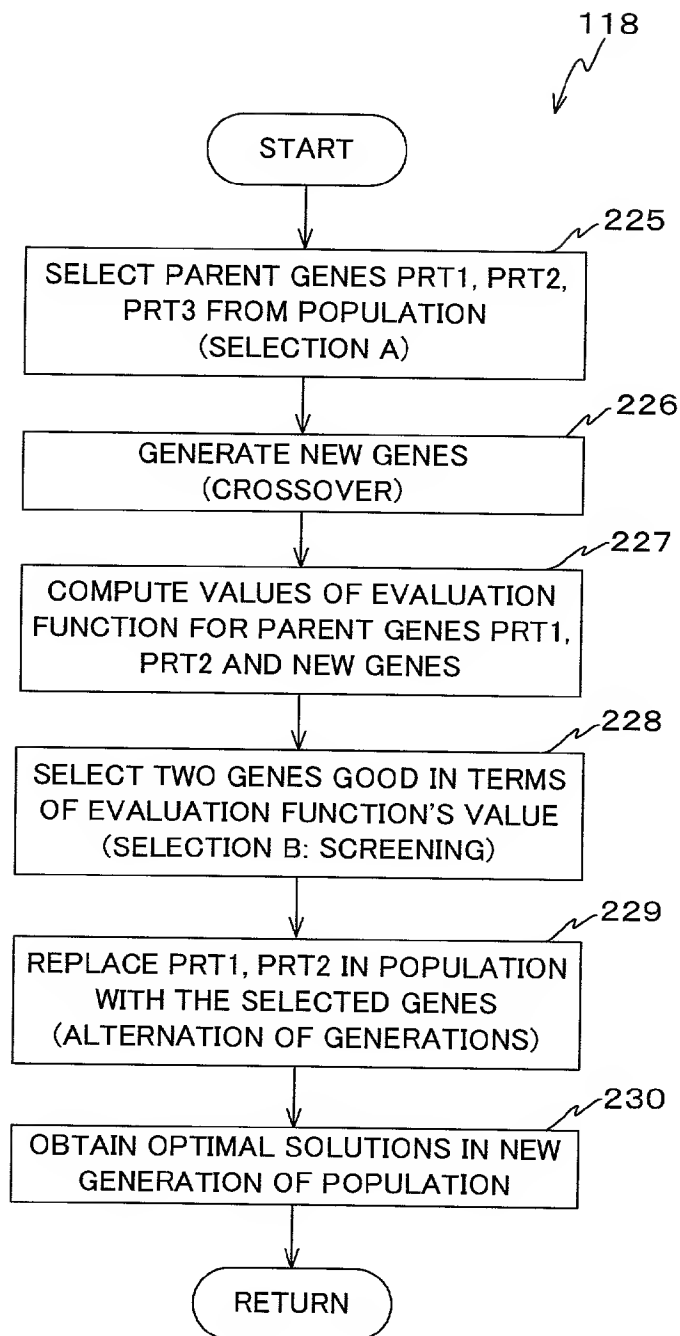 118
START
225
SELECT PARENT GENES PRT1, PRT2,
PRT3 FROM POPULATION
(SELECTION A)
226
GENERATE NEW GENES
(CROSSOVER)
227
COMPUTE VALUES OF EVALUATION
FUNCTION FOR PARENT GENES PRT1,
PRT2 AND NEW GENES
228
SELECT TWO GENES GOOD IN TERMS
OF EVALUATION FUNCTION'S VALUE
(SELECTION B: SCREENING)
229
REPLACE PRT1, PRT2 IN POPULATION
WITH THE SELECTED GENES
(ALTERNATION OF GENERATIONS)
230
OBTAIN OPTIMAL SOLUTIONS IN NEW
GENERATION OF POPULATION
RETURN